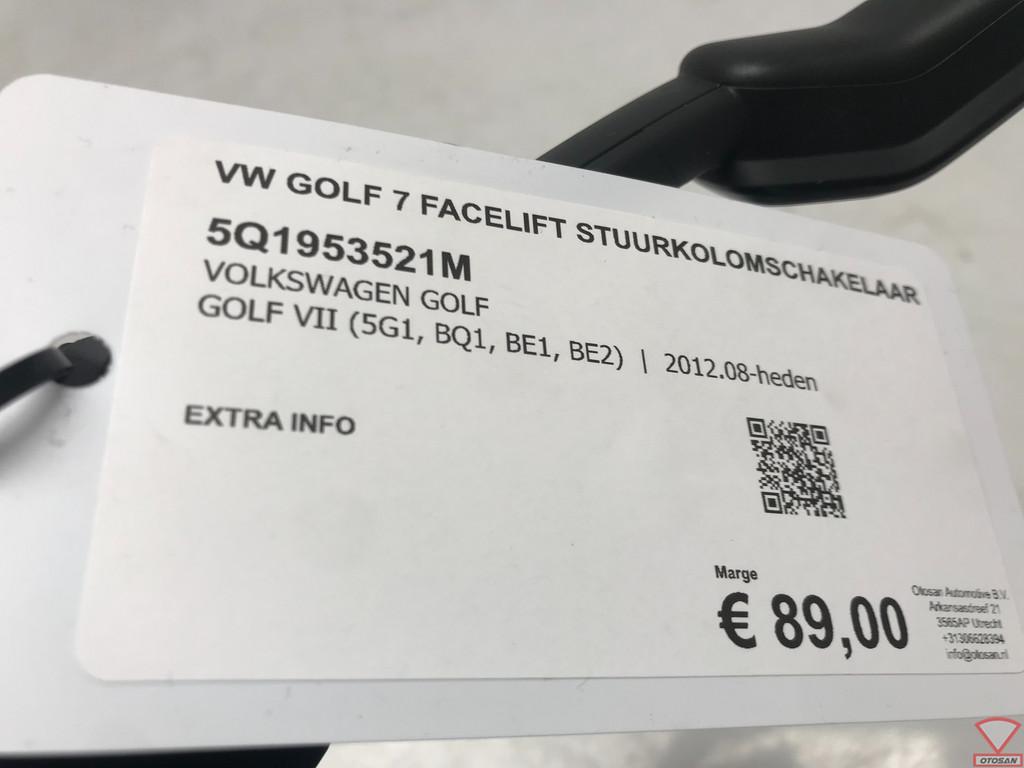 VW GOLF 7 FACELIFT STUURKOLOMSCHAKELAAR
5Q1953521M
VOLKSWAGEN GOLF
GOLF VII (5G1, BQ1, BE1, BE2) | 2012.08-heden
EXTRA INFO
Marge
€ 89,00
Otosan Automotive B.V.
Arkansasdreef 21
3565AP Utrecht
+31306628394
info@otosan.nl
OTOSAN